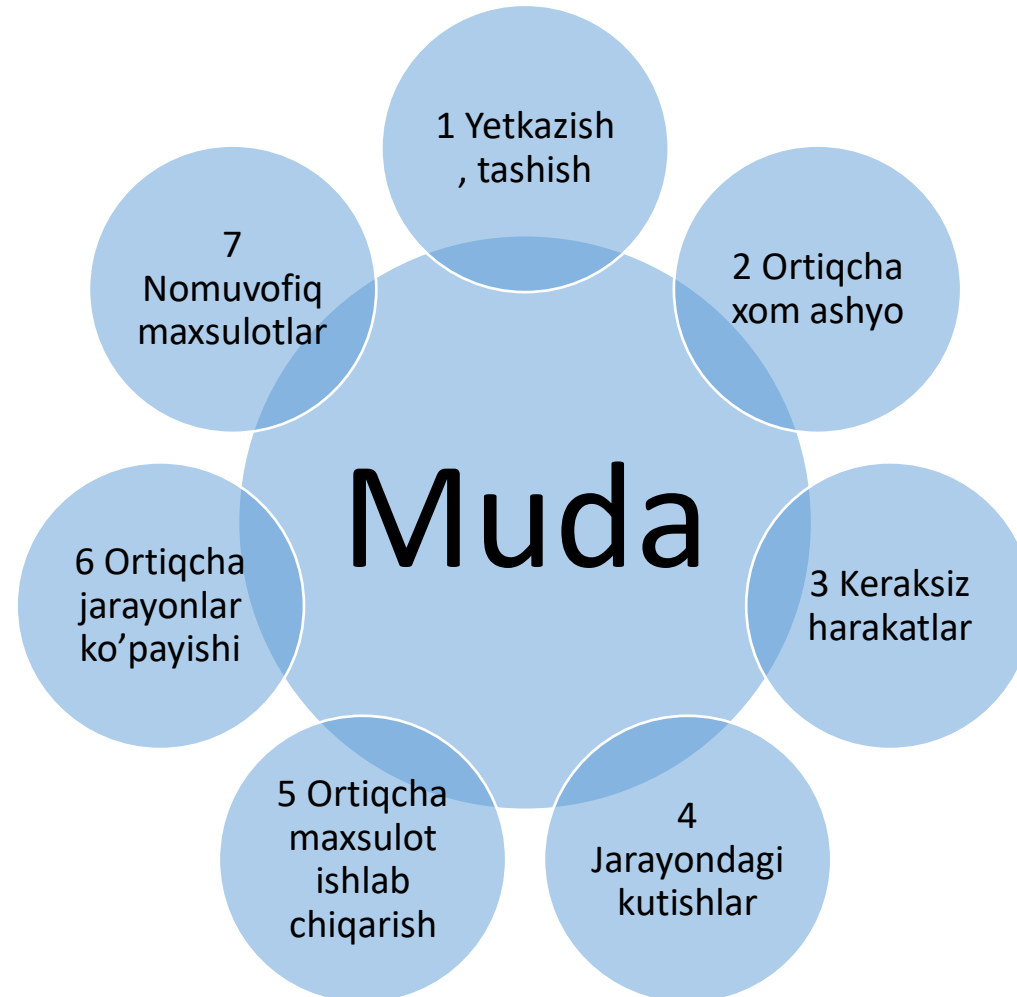 1 Yetkazish
, tashish
2 Ortiqcha
xom ashyo
3 Keraksiz
harakatlar
4
Jarayondagi
kutishlar
5 Ortiqcha
maxsulot
ishlab
chiqarish
6 Ortiqcha
jarayonlar
ko’payishi
7
Nomuvofiq
maxsulotlar
Muda